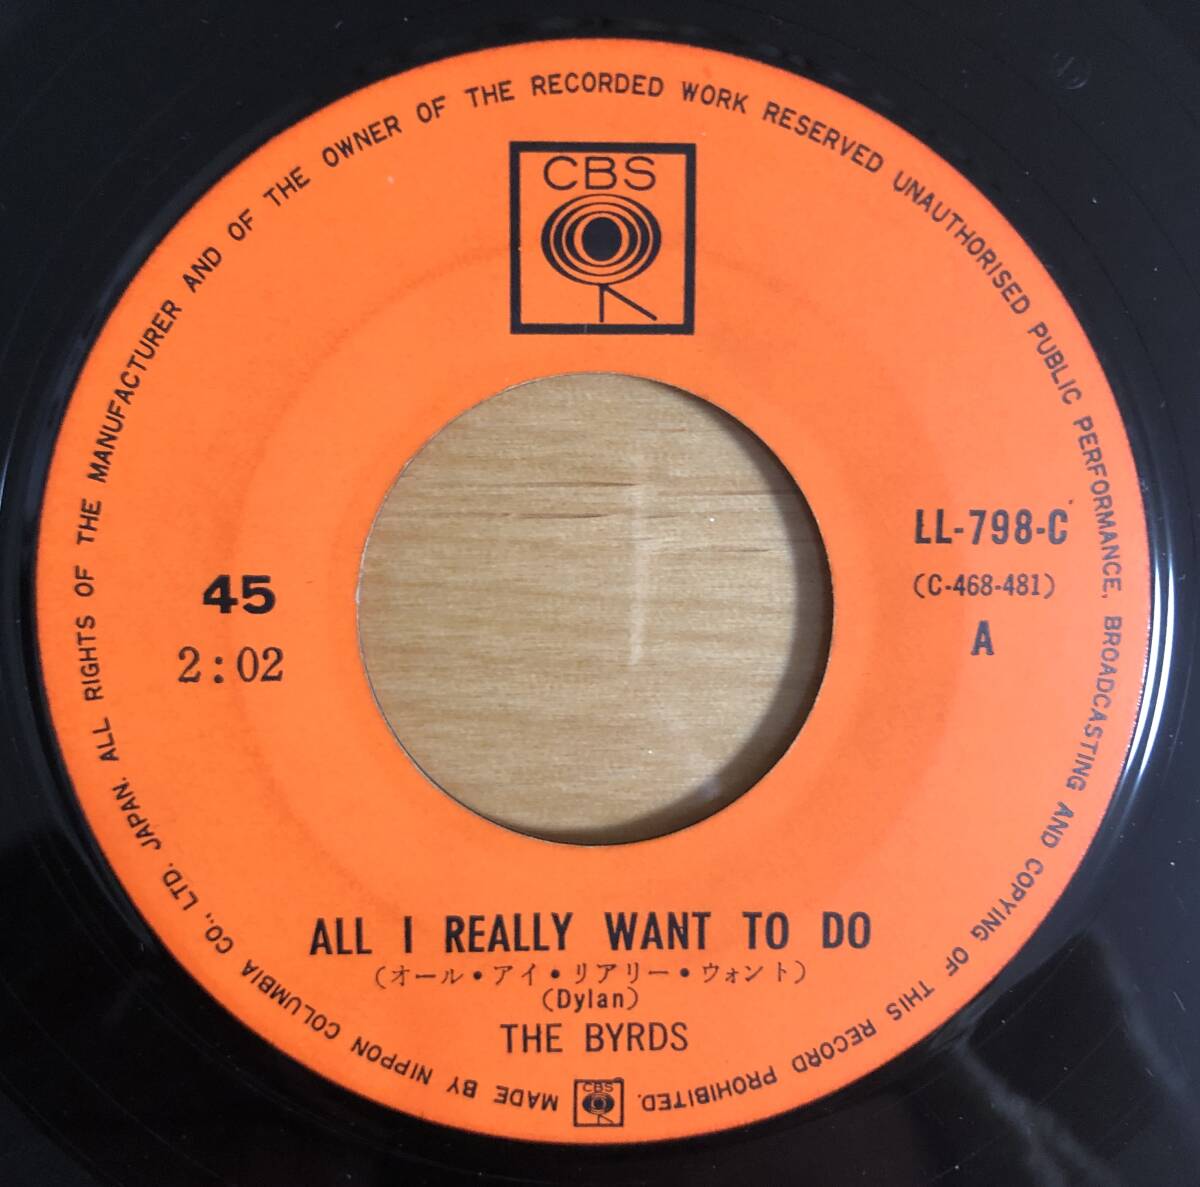 MADE BY NIPPON COLUMBIA CO., LTD. JAPAN. ALL RIGHTS OF THE MANUFACTURER AND OF THE OWNER OF THE RECORDED WORK RESERVED UNAUTHORISED PUBLIC PERFORMANCE, BROADCASTING AND COPYING OF THIS RECORD PROHIBITED.
CBS
LL-798-C
(C-468-481)
A
45
2:02
ALL I REALLY WANT TO DO
(オール・アイ・リアリー・ウォント)
(Dylan)
THE BYRDS
CBS